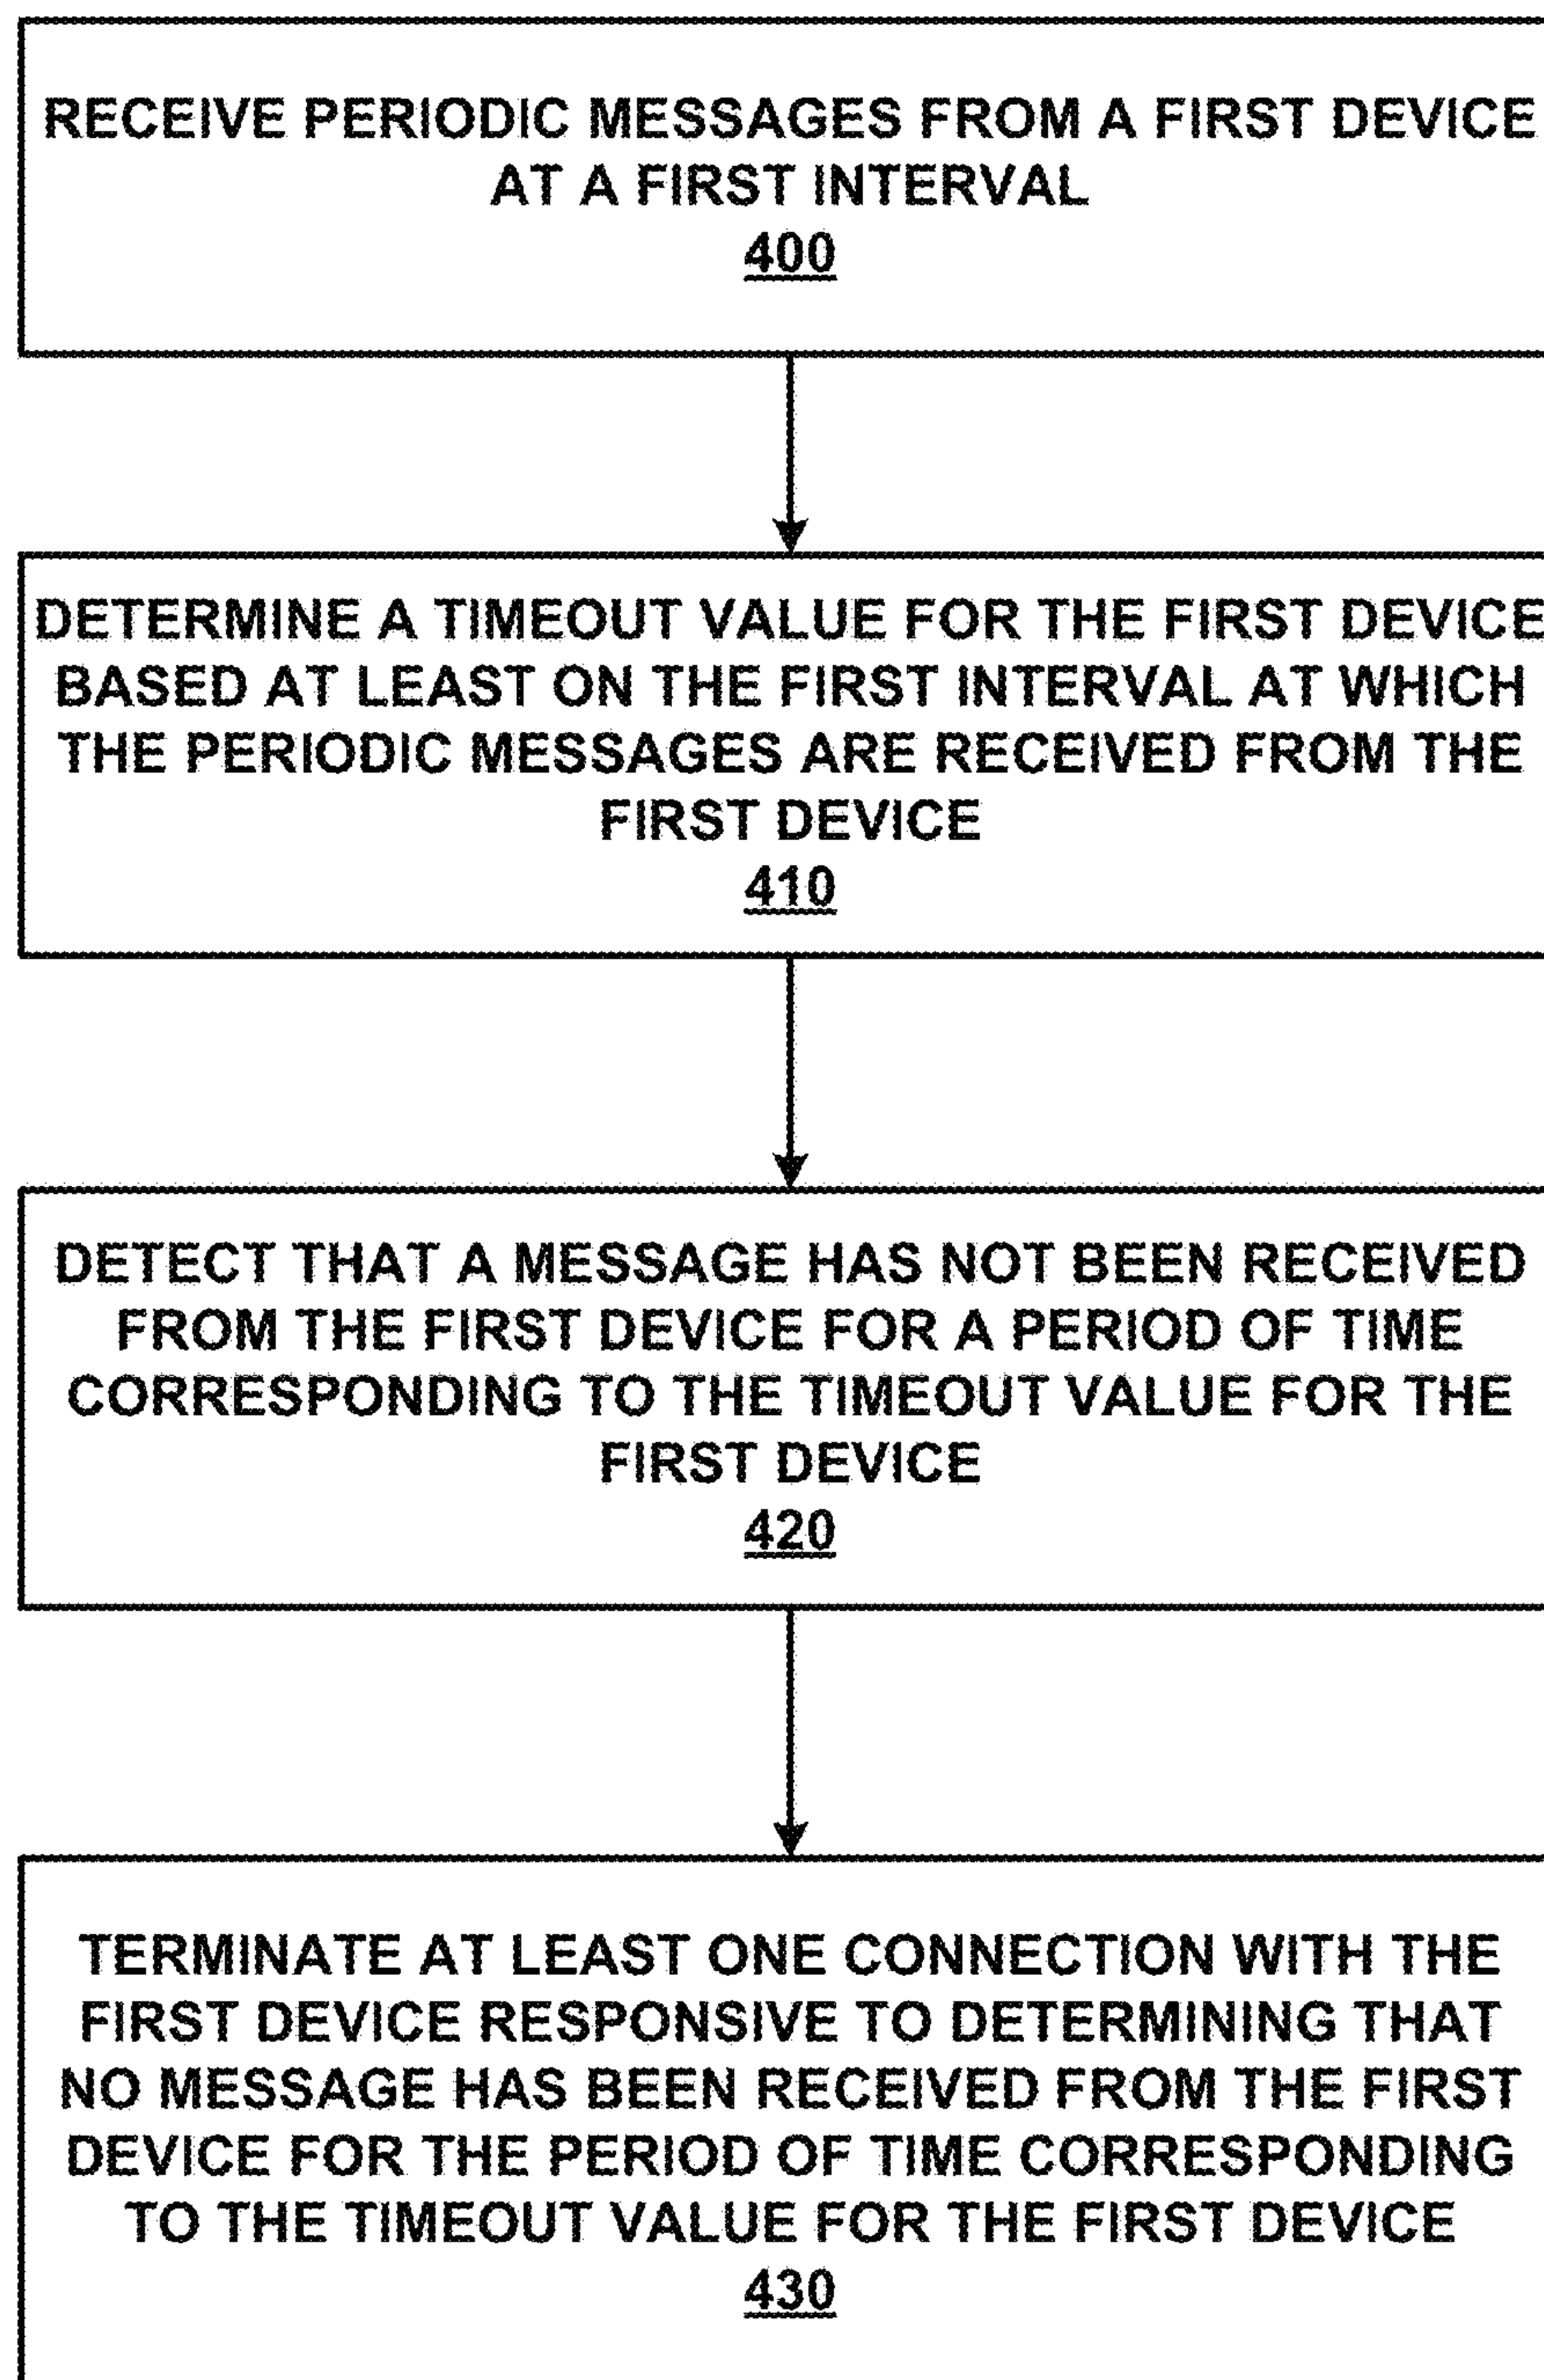 RECEIVE PERIODIC MESSAGES FROM A FIRST DEVICE
AT A FIRST INTERVAL
400
DETERMINE A TIMEOUT VALUE FOR THE FIRST DEVICE
BASED AT LEAST ON THE FIRST INTERVAL AT WHICH
THE PERIODIC MESSAGES ARE RECEIVED FROM THE
FIRST DEVICE
410
DETECT THAT A MESSAGE HAS NOT BEEN RECEIVED
FROM THE FIRST DEVICE FOR A PERIOD OF TIME
CORRESPONDING TO THE TIMEOUT VALUE FOR THE
FIRST DEVICE
420
TERMINATE AT LEAST ONE CONNECTION WITH THE
FIRST DEVICE RESPONSIVE TO DETERMINING THAT
NO MESSAGE HAS BEEN RECEIVED FROM THE FIRST
DEVICE FOR THE PERIOD OF TIME CORRESPONDING
TO THE TIMEOUT VALUE FOR THE FIRST DEVICE
430